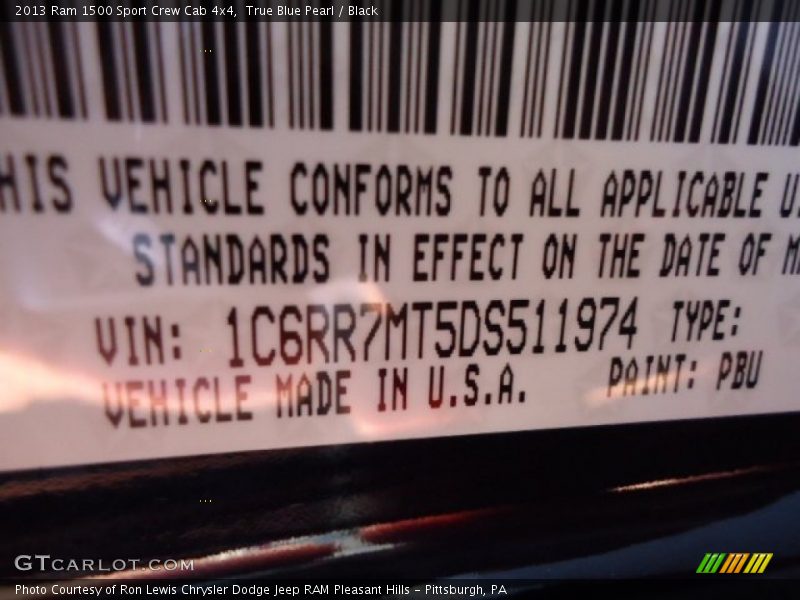 2013 Ram 1500 Sport Crew Cab 4x4, True Blue Pearl / Black
HIS VEHICLE CONFORMS TO ALL APPLICABLE
STANDARDS IN EFFECT ON THE DATE OF
VIN: 1C6RR7MT5DS511974 TYPE:
VEHICLE MADE IN U.S.A. PAINT: PBU
GTCARLOT.COM
Photo Courtesy of Ron Lewis Chrysler Dodge Jeep RAM Pleasant Hills - Pittsburgh, PA